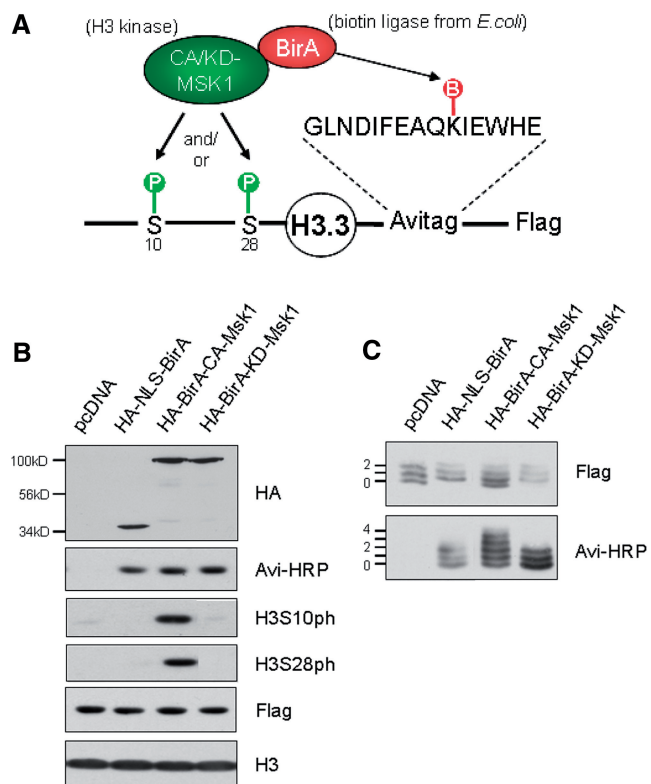 A
(H3 kinase)
BirA
(biotin ligase from E.coli)
CA/KD-
MSK1
B
GLNDIFEAQKIEWHE
and/
or
P
P
S
S
H3.3
Avitag
Flag
10
28
B
pcDNA
HA-NLS-BirA
HA-BirA-CA-Msk1
HA-BirA-KD-Msk1
100kD
56kD
34kD
HA
Avi-HRP
H3S10ph
H3S28ph
Flag
H3
C
pcDNA
HA-NLS-BirA
HA-BirA-CA-Msk1
HA-BirA-KD-Msk1
2
0
Flag
4
2
0
Avi-HRP